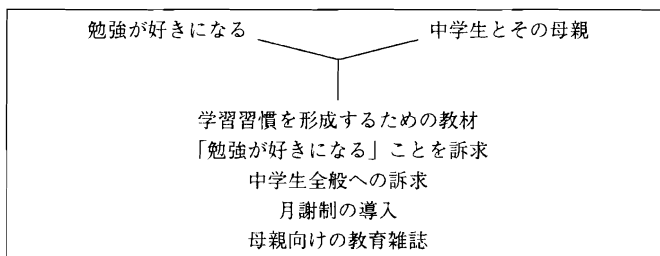 勉強が好きになる
中学生とその母親
学習習慣を形成するための教材
「勉強が好きになる」ことを訴求
中学生全般への訴求
月謝制の導入
母親向けの教育雑誌